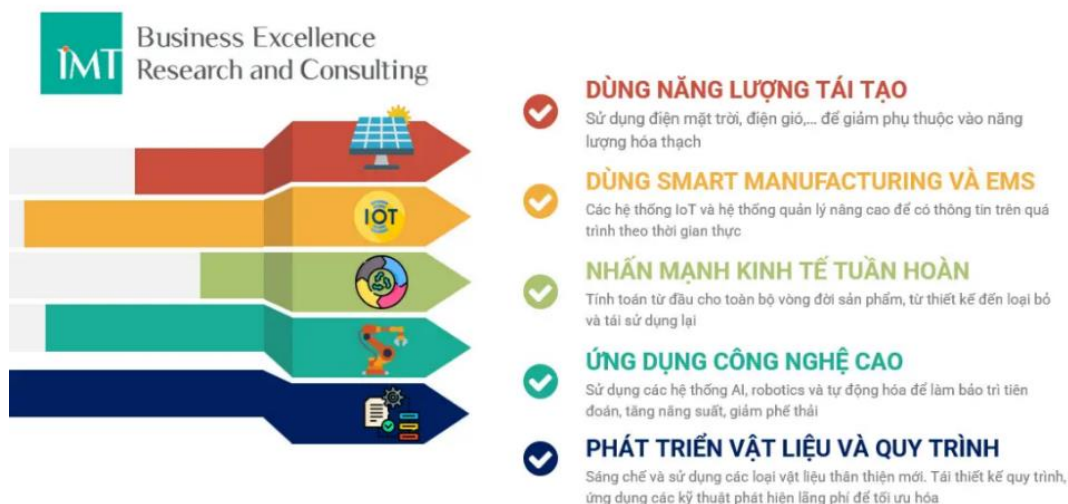 IMT
Business Excellence
Research and Consulting
DÙNG NĂNG LƯỢNG TÁI TẠO
Sử dụng điện mặt trời, điện gió,... để giảm phụ thuộc vào năng
lượng hóa thạch
DÙNG SMART MANUFACTURING VÀ EMS
Các hệ thống IoT và hệ thống quản lý nâng cao để có thông tin trên quá
trình theo thời gian thực
IOT
NHẤN MẠNH KINH TẾ TUẦN HOÀN
Tính toán từ đầu cho toàn bộ vòng đời sản phẩm, từ thiết kế đến loại bỏ
và tái sử dụng lại
ỨNG DỤNG CÔNG NGHỆ CAO
Sử dụng các hệ thống AI, robotics và tự động hóa để làm bảo trì tiên
đoán, tăng năng suất, giảm phế thải
PHÁT TRIỂN VẬT LIỆU VÀ QUY TRÌNH
Sáng chế và sử dụng các loại vật liệu thân thiện mới. Tái thiết kế quy trình,
ứng dụng các kỹ thuật phát hiện lãng phí để tối ưu hóa